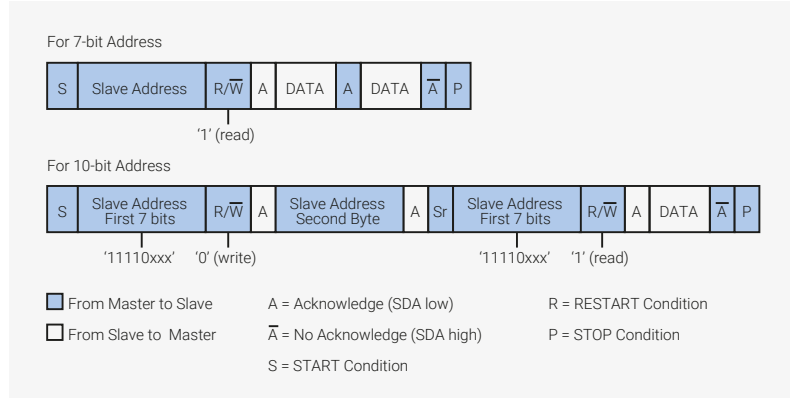 For 7-bit Address
S Slave Address R/W̅ A DATA A DATA A̅ P
‘1’ (read)
For 10-bit Address
S Slave Address First 7 bits R/W̅ A Slave Address Second Byte A Sr Slave Address First 7 bits R/W̅ A DATA A̅ P
‘11110xxx’ ‘0’ (write) ‘11110xxx’ ‘1’ (read)
From Master to Slave A = Acknowledge (SDA low) R = RESTART Condition
From Slave to Master A̅ = No Acknowledge (SDA high) P = STOP Condition
S = START Condition